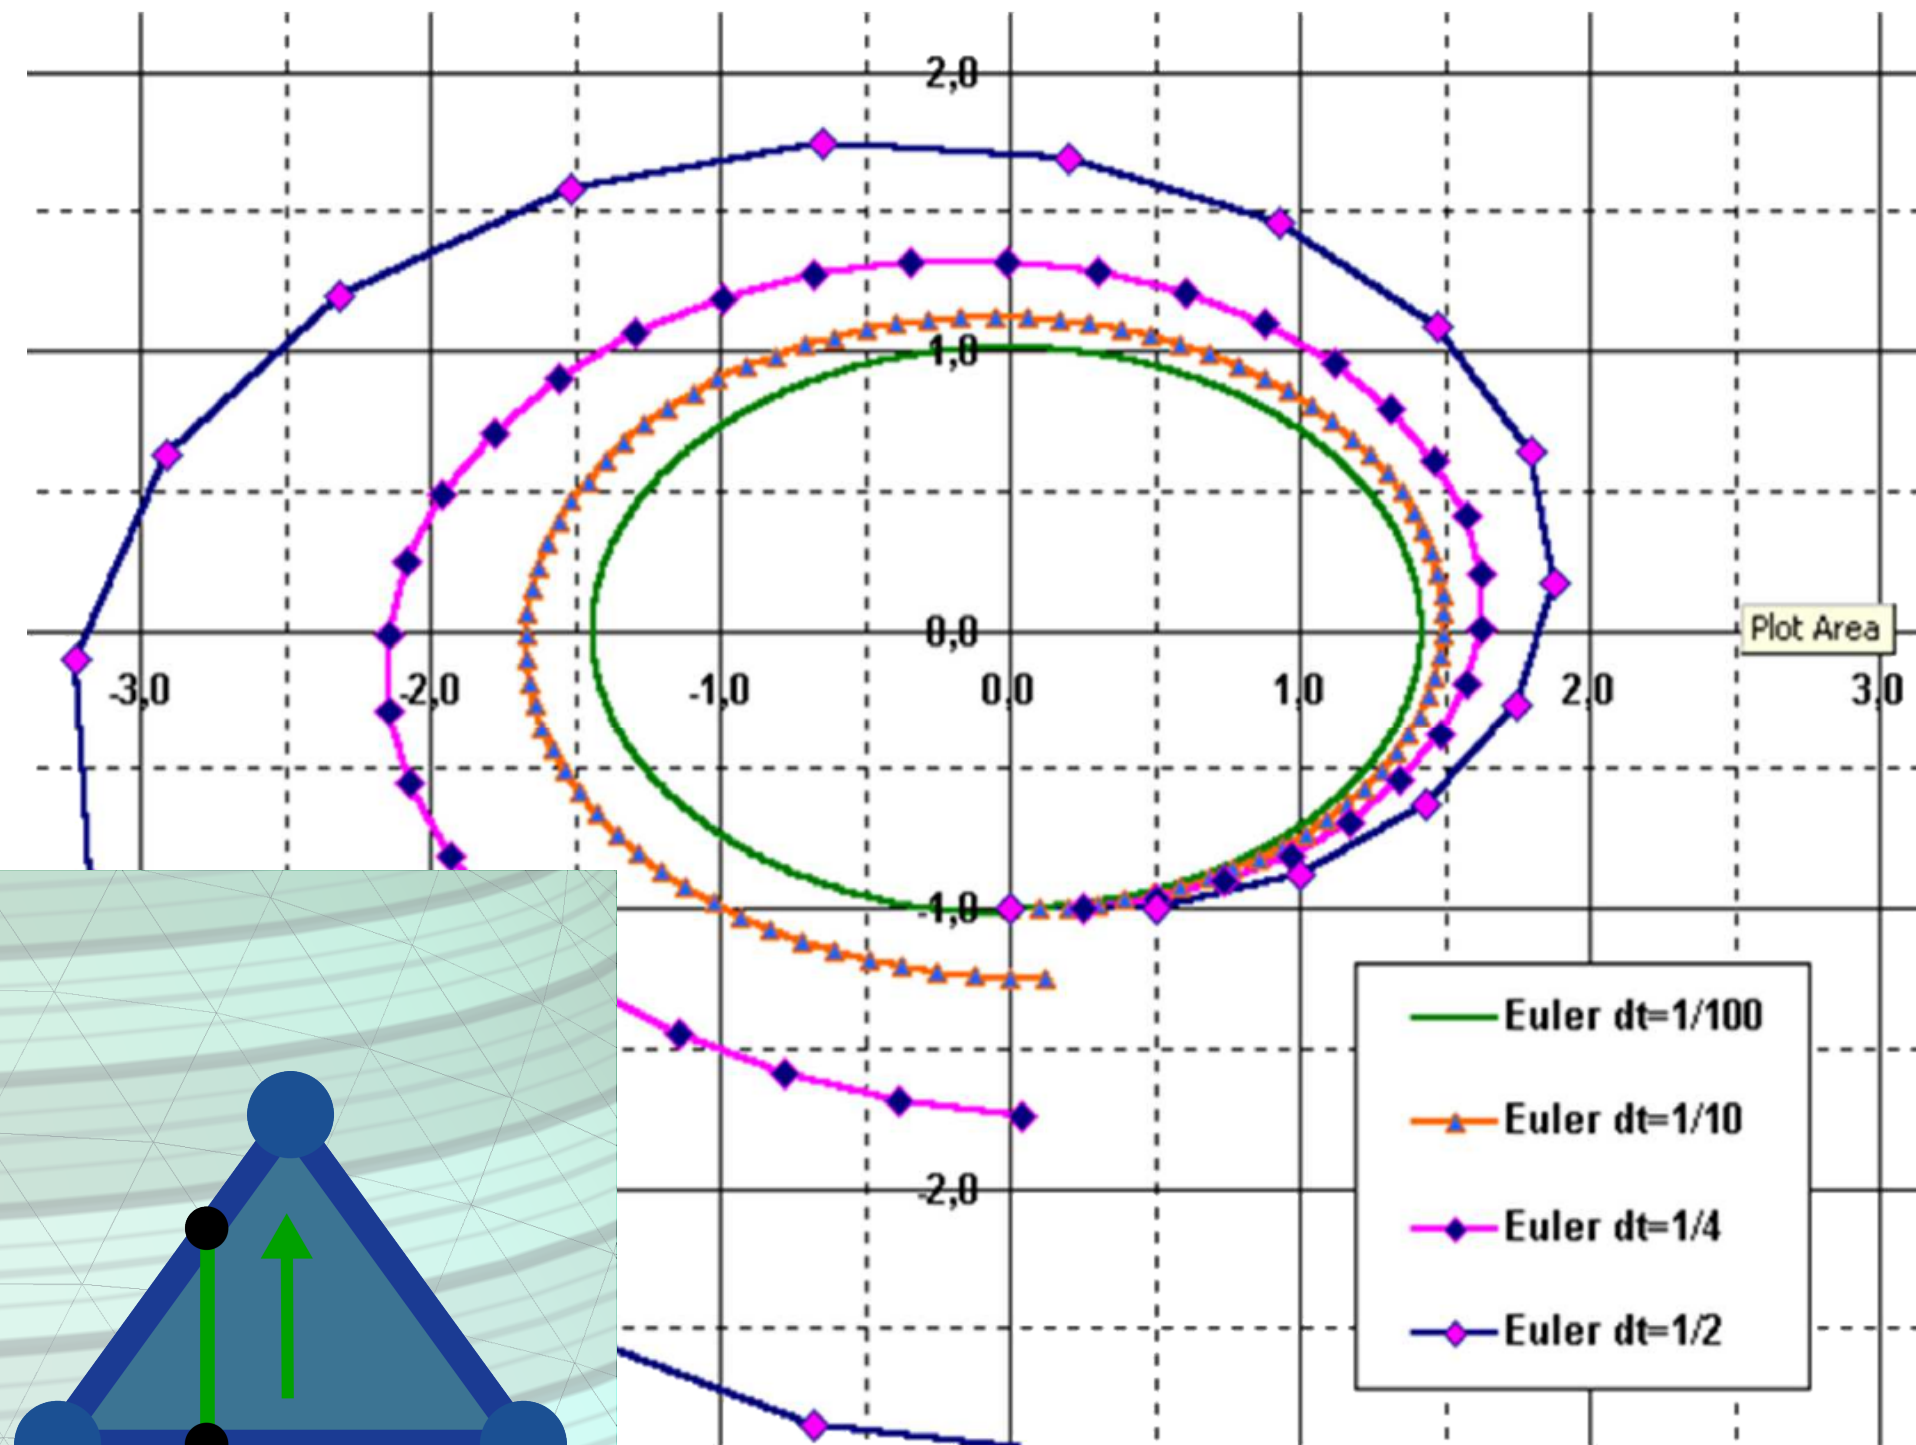 2,0
1,0
0,0
Plot Area
-3,0 -2,0 -1,0 0,0 1,0 2,0 3,0
-1,0
Euler dt=1/100
Euler dt=1/10
-2,0
Euler dt=1/4
Euler dt=1/2